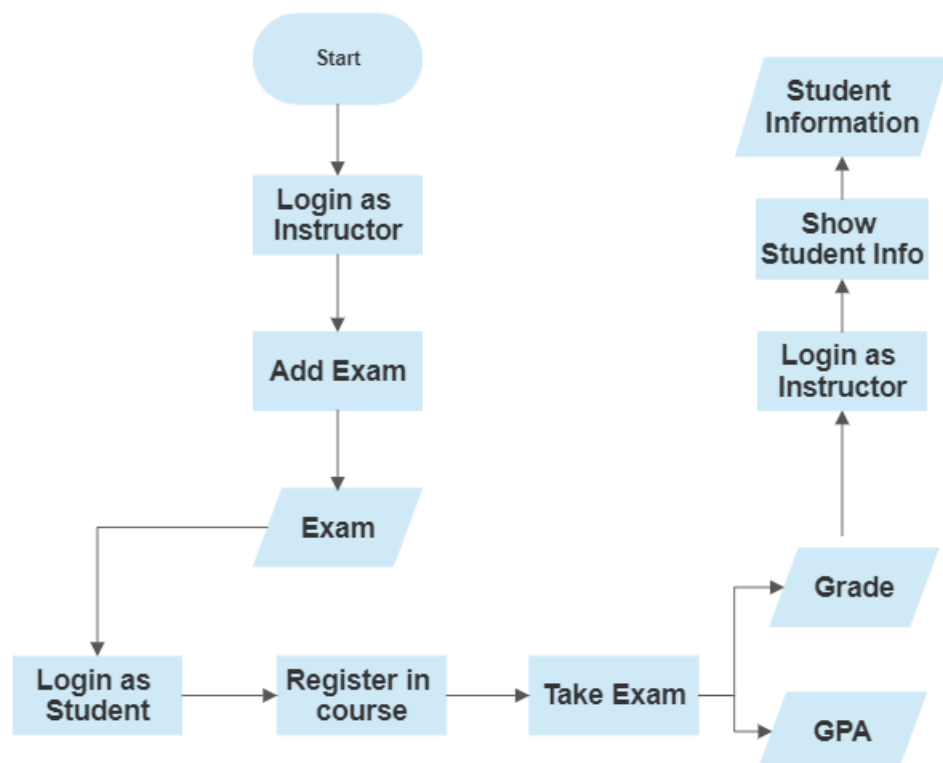 Start
Login as
Instructor
Add Exam
Exam
Login as
Student
Register in
course
Take Exam
Grade
GPA
Login as
Instructor
Show
Student Info
Student
Information